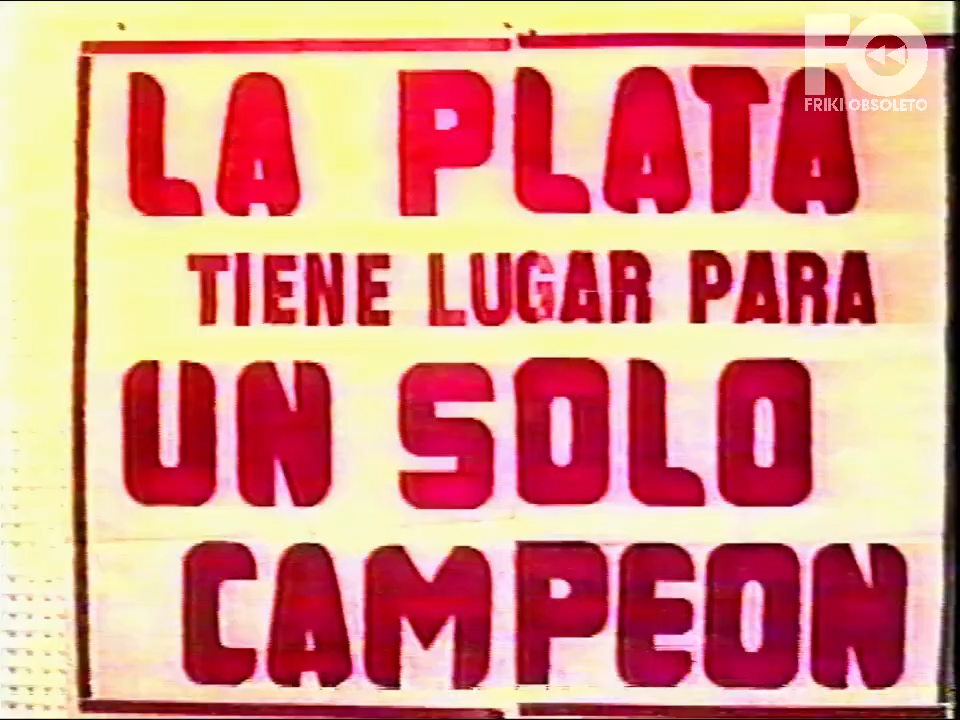 FO
FRIKI OBSOLETO
LA PLATA
TIENE LUGAR PARA
UN SOLO
CAMPEON